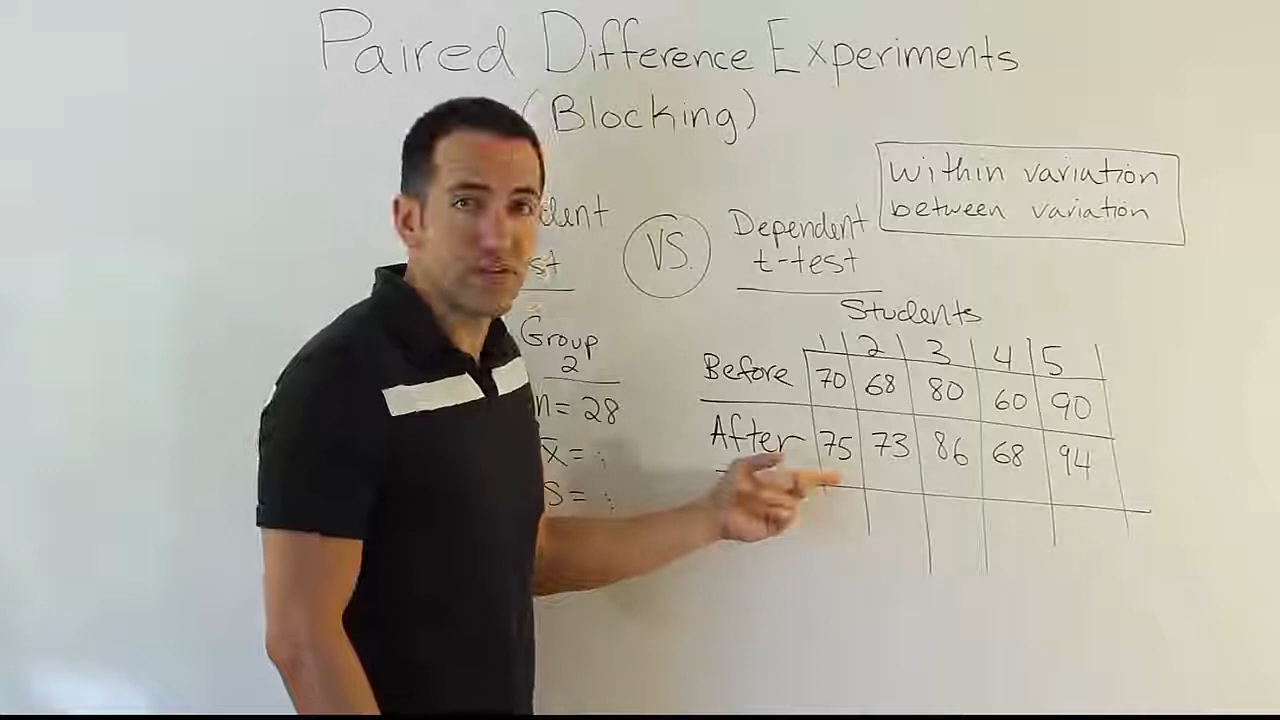 Paired Difference Experiments
(Blocking)
within variation
between variation
VS.
Dependent
t-test
Group
2
n = 28
x̄ = :
S = :
Students
1 2 3 4 5
Before 70 68 80 60 90
After 75 73 86 68 94